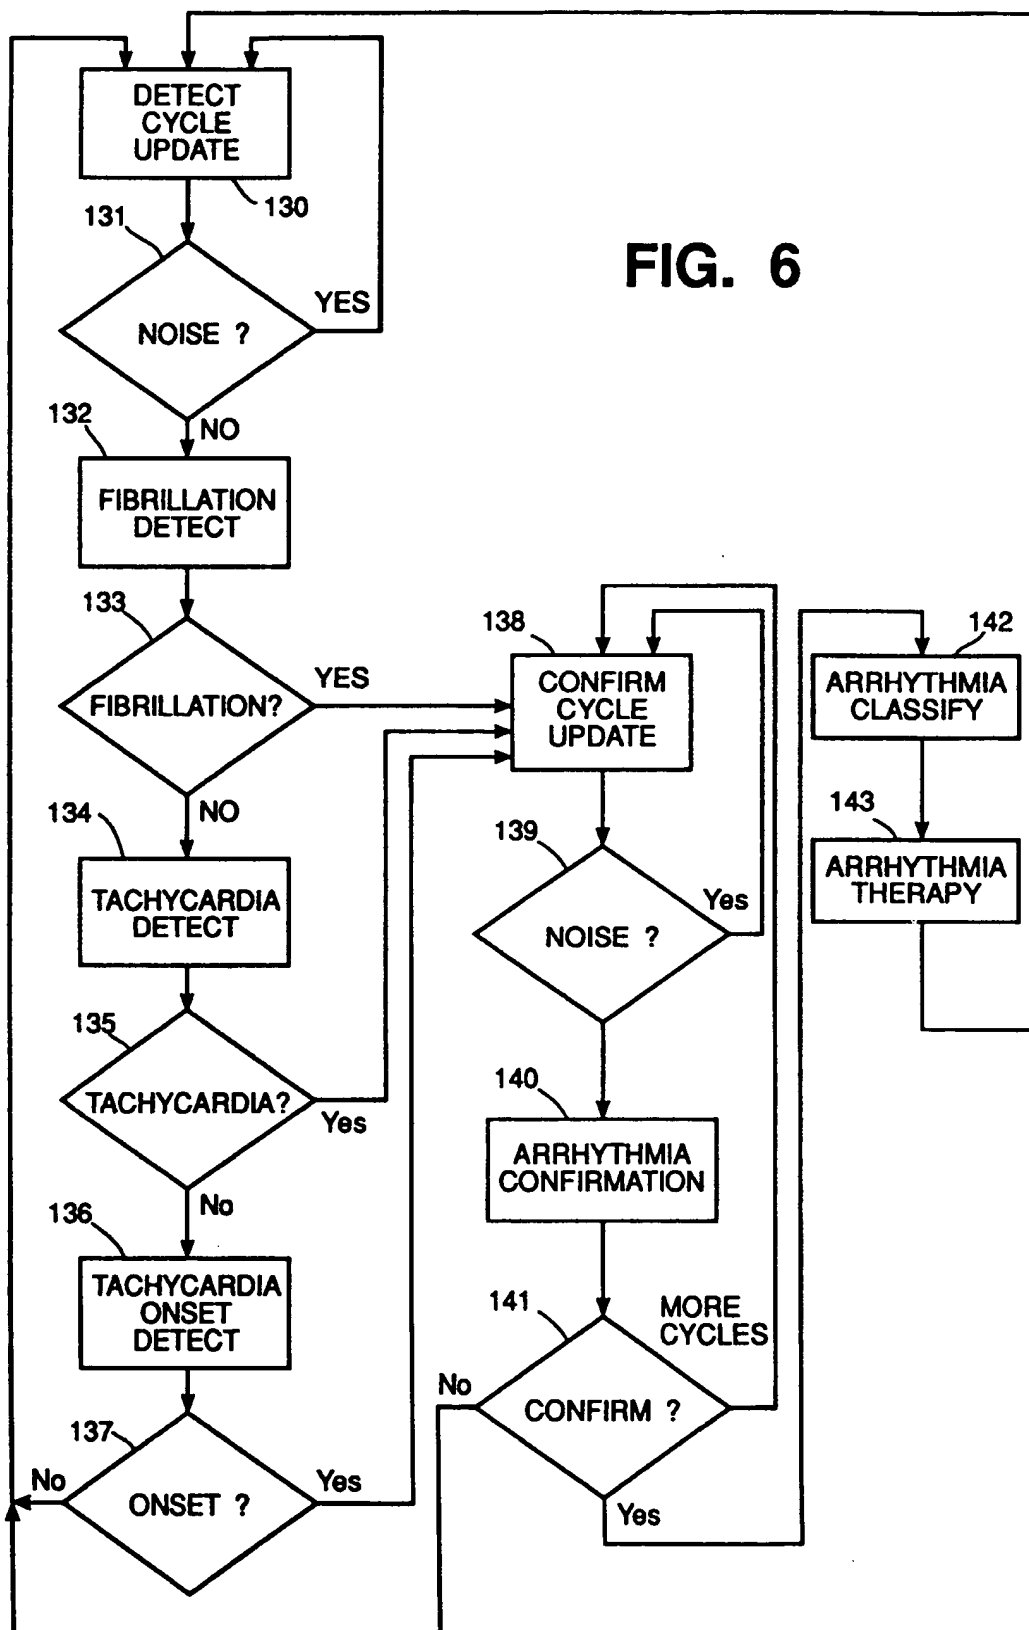 DETECT
CYCLE
UPDATE
130
131
NOISE ?
YES
FIG. 6
NO
132
FIBRILLATION
DETECT
133
FIBRILLATION?
YES
NO
134
TACHYCARDIA
DETECT
135
TACHYCARDIA?
Yes
No
136
TACHYCARDIA
ONSET
DETECT
137
No
ONSET ?
Yes
138
CONFIRM
CYCLE
UPDATE
139
NOISE ?
Yes
140
ARRHYTHMIA
CONFIRMATION
141
MORE
CYCLES
No
CONFIRM ?
Yes
142
ARRHYTHMIA
CLASSIFY
143
ARRHYTHMIA
THERAPY